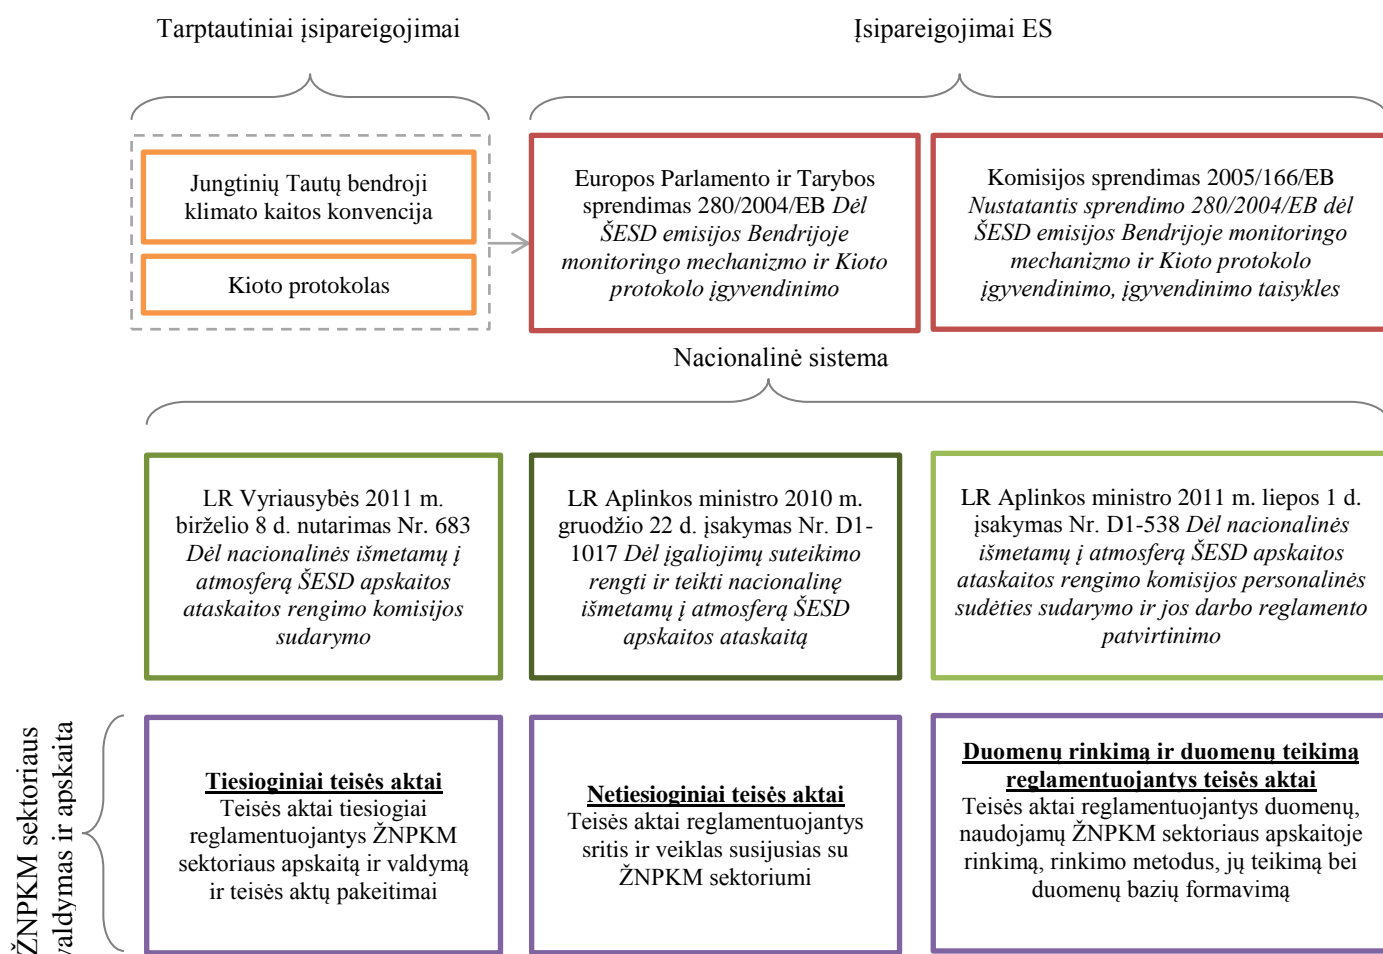 Tarptautiniai įsipareigojimai
Įsipareigojimai ES
Jungtinių Tautų bendroji
klimato kaitos konvencija
Kioto protokolas
Europos Parlamento ir Tarybos
sprendimas 280/2004/EB Dėl
ŠESD emisijos Bendrijoje
monitoringo mechanizmo ir Kioto
protokolo įgyvendinimo
Komisijos sprendimas 2005/166/EB
Nustatantis sprendimo 280/2004/EB dėl
ŠESD emisijos Bendrijoje monitoringo
mechanizmo ir Kioto protokolo
įgyvendinimo, įgyvendinimo taisykles
Nacionalinė sistema
LR Vyriausybės 2011 m.
birželio 8 d. nutarimas Nr. 683
Dėl nacionalinės išmetamų į
atmosferą ŠESD apskaitos
ataskaitos rengimo komisijos
sudarymo
LR Aplinkos ministro 2010 m.
gruodžio 22 d. įsakymas Nr. D1-
1017 Dėl įgaliojimų suteikimo
rengti ir teikti nacionalinę
išmetamų į atmosferą ŠESD
apskaitos ataskaitą
LR Aplinkos ministro 2011 m. liepos 1 d.
įsakymas Nr. D1-538 Dėl nacionalinės
išmetamų į atmosferą ŠESD apskaitos
ataskaitos rengimo komisijos personalinės
sudėties sudarymo ir jos darbo reglamento
patvirtinimo
ŽNPKM sektoriaus
valdymas ir apskaita
Tiesioginiai teisės aktai
Teisės aktai tiesiogiai
reglamentuojantys ŽNPKM
sektoriaus apskaitą ir valdymą
ir teisės aktų pakeitimai
Netiesioginiai teisės aktai
Teisės aktai reglamentuojantys
sritis ir veiklas susijusias su
ŽNPKM sektoriumi
Duomenų rinkimą ir duomenų teikimą
reglamentuojantys teisės aktai
Teisės aktai reglamentuojantys duomenų,
naudojamų ŽNPKM sektoriaus apskaitoje
rinkimą, rinkimo metodus, jų teikimą bei
duomenų bazių formavimą